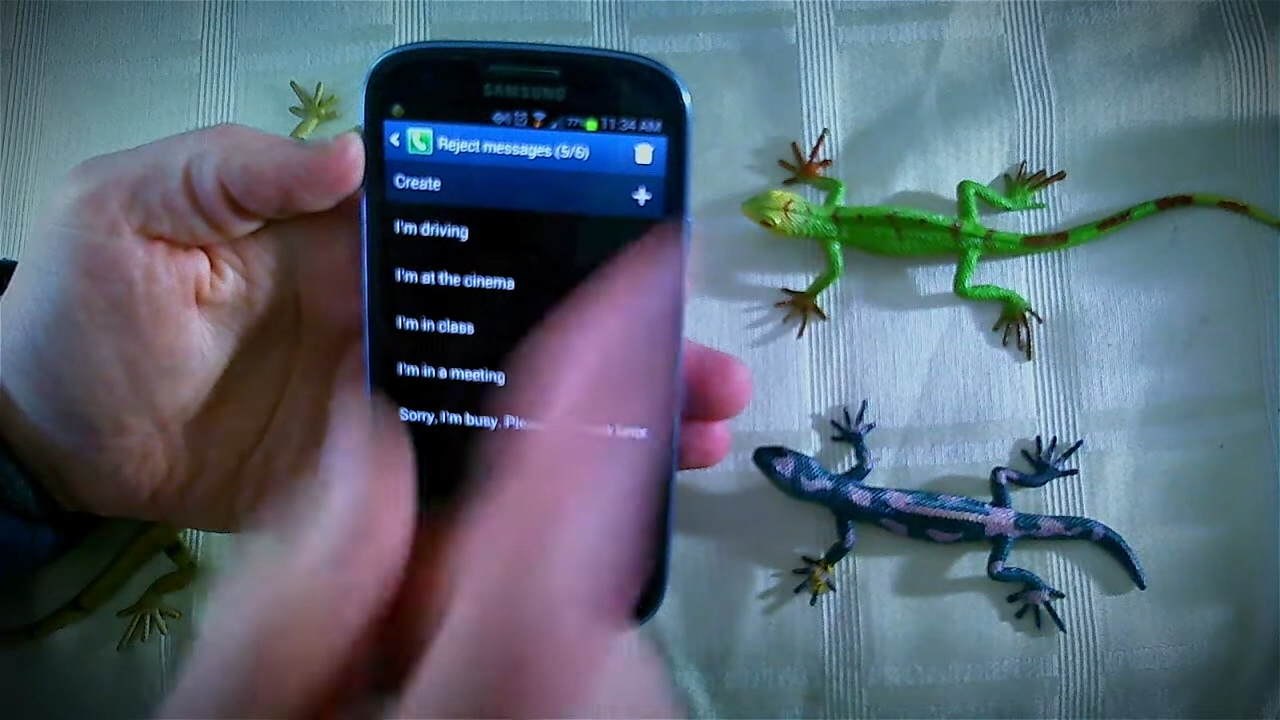 SAMSUNG
77% 11:34 AM
Reject messages (5/6)
Create
I'm driving
I'm at the cinema
I'm in class
I'm in a meeting
Sorry, I'm busy.